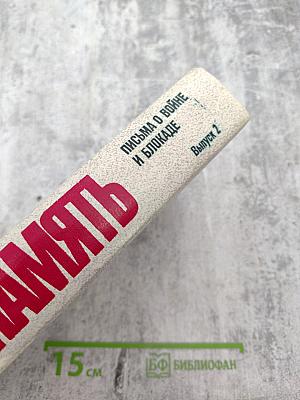 ПАМЯТЬ
ПИСЬМА О ВОЙНЕ
И БЛОКАДЕ
Выпуск 2
15 см
БФ БИБЛИОФАН